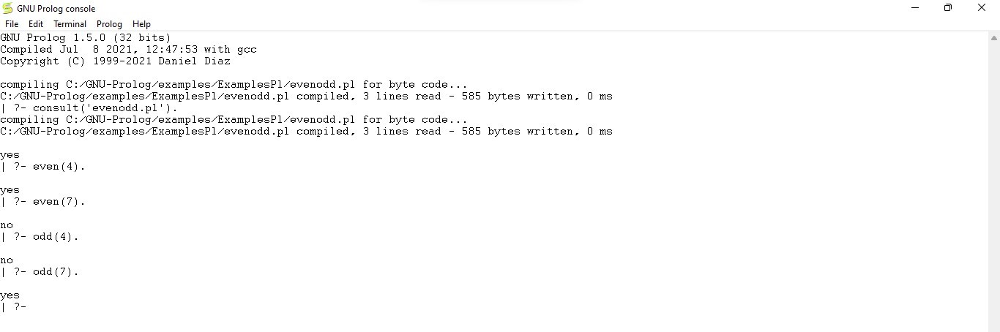 GNU Prolog console
File Edit Terminal Prolog Help
GNU Prolog 1.5.0 (32 bits)
Compiled Jul  8 2021, 12:47:53 with gcc
Copyright (C) 1999-2021 Daniel Diaz
compiling C:/GNU-Prolog/examples/ExamplesPl/evenodd.pl for byte code...
C:/GNU-Prolog/examples/ExamplesPl/evenodd.pl compiled, 3 lines read - 585 bytes written, 0 ms
| ?- consult('evenodd.pl').
compiling C:/GNU-Prolog/examples/ExamplesPl/evenodd.pl for byte code...
C:/GNU-Prolog/examples/ExamplesPl/evenodd.pl compiled, 3 lines read - 585 bytes written, 0 ms
yes
| ?- even(4).
yes
| ?- even(7).
no
| ?- odd(4).
no
| ?- odd(7).
yes
| ?-